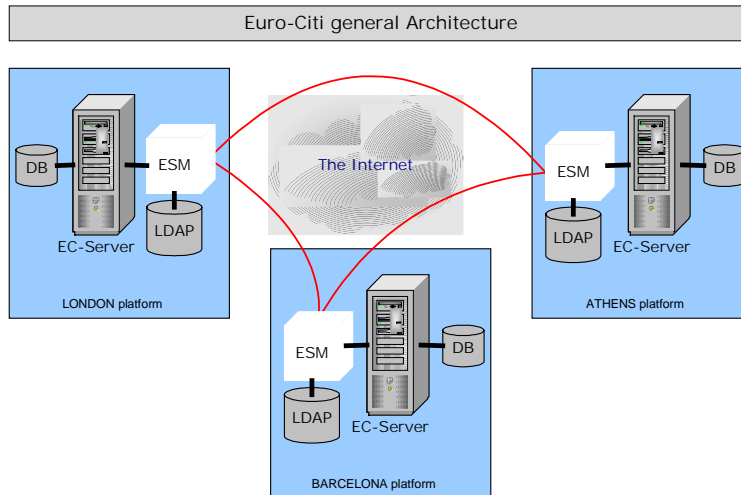 Euro-Citi general Architecture
DB
ESM
LDAP
EC-Server
LONDON platform
The Internet
ESM
DB
LDAP
EC-Server
ATHENS platform
ESM
DB
LDAP
EC-Server
BARCELONA platform